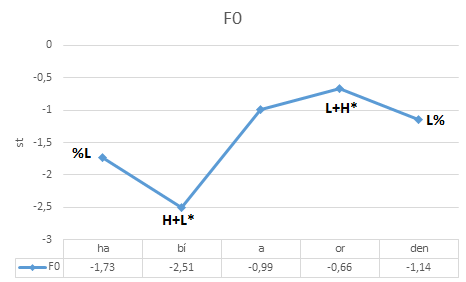 F0
0
-0,5
-1
-1,5
-2
-2,5
-3
st
%L
H+L*
L+H*
L%
ha bí a or den
F0 -1,73 -2,51 -0,99 -0,66 -1,14